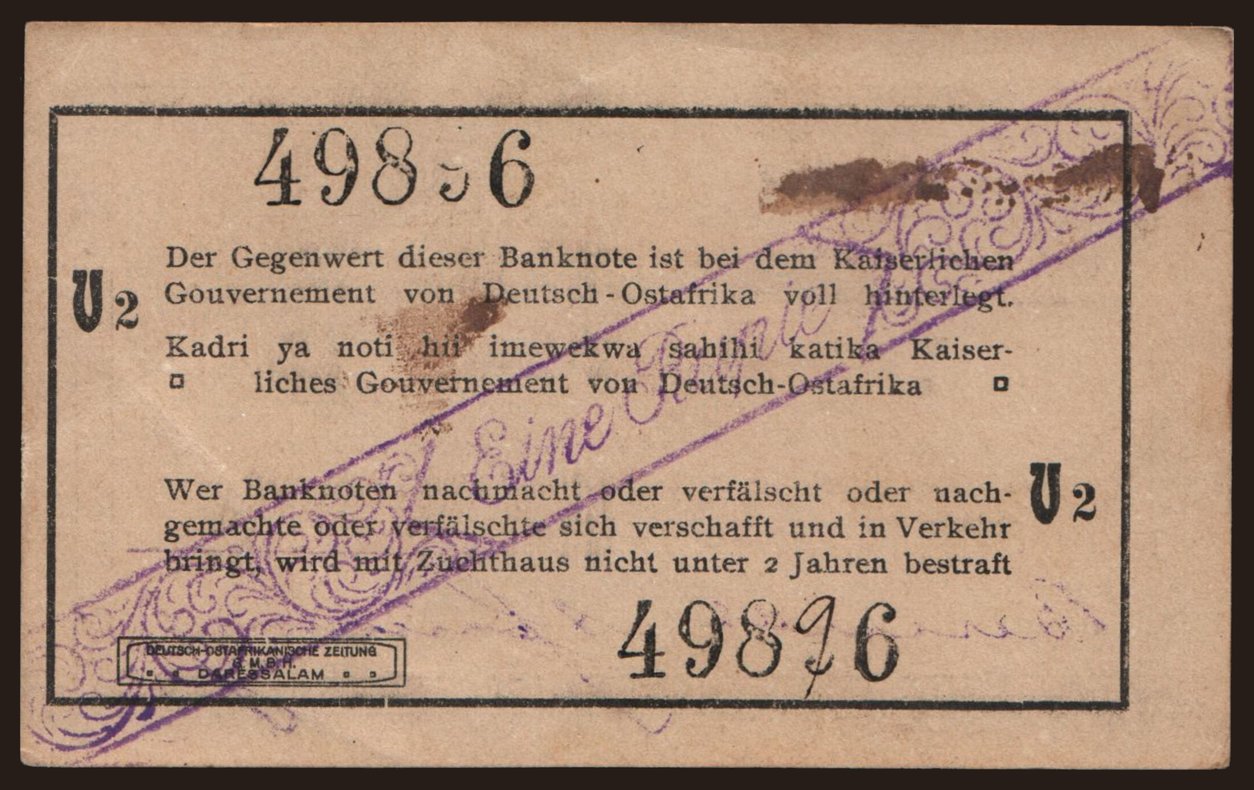 49896
Der Gegenwert dieser Banknote ist bei dem Kaiserlichen
U2 Gouvernement von Deutsch-Ostafrika voll hinterlegt.
Kadri ya noti hii imewekwa sahihi katika Kaiser-
liches Gouvernement von Deutsch-Ostafrika
Eine Rupie
Wer Banknoten nachmacht oder verfälscht oder nach- U2
gemachte oder verfälschte sich verschafft und in Verkehr
bringt, wird mit Zuchthaus nicht unter 2 Jahren bestraft
49896
DEUTSCH-OSTAFRIKANISCHE ZEITUNG
G.M.B.H.
DARESSALAM